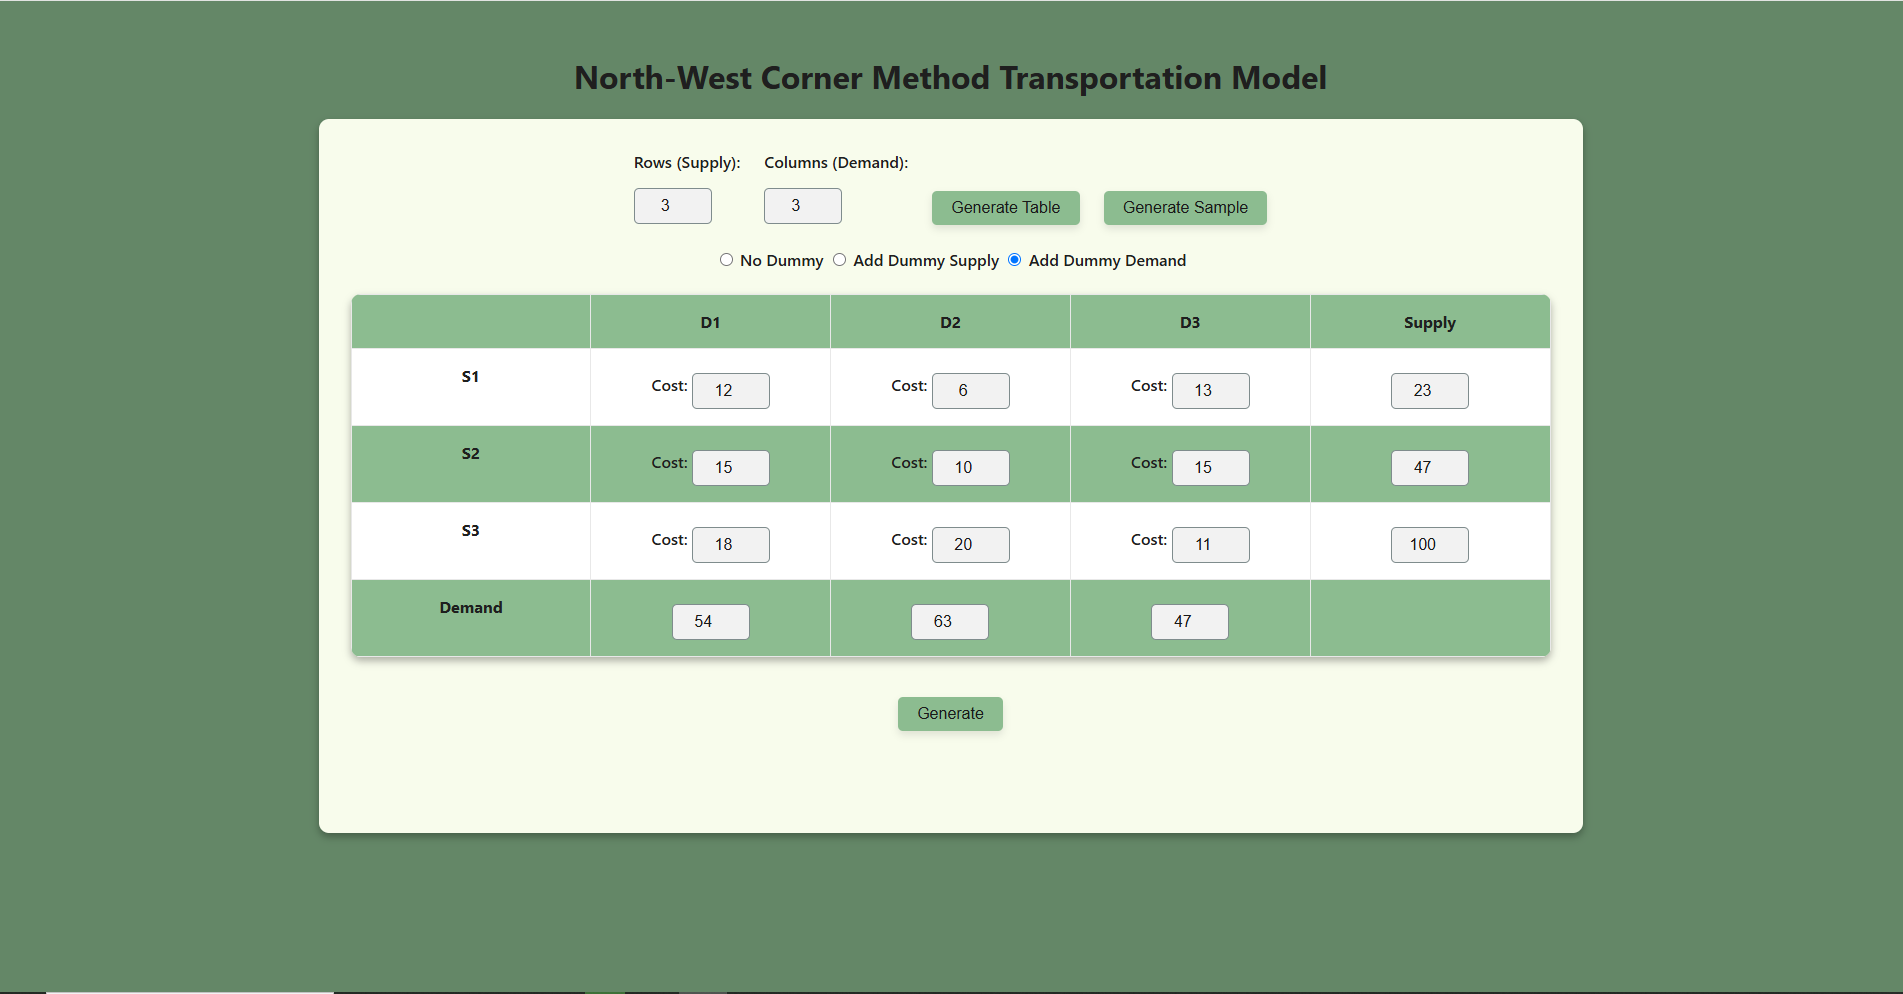 North-West Corner Method Transportation Model
Rows (Supply): Columns (Demand):
3 3 Generate Table Generate Sample
No Dummy Add Dummy Supply Add Dummy Demand
D1 D2 D3 Supply
S1 Cost: 12 Cost: 6 Cost: 13 23
S2 Cost: 15 Cost: 10 Cost: 15 47
S3 Cost: 18 Cost: 20 Cost: 11 100
Demand 54 63 47
Generate